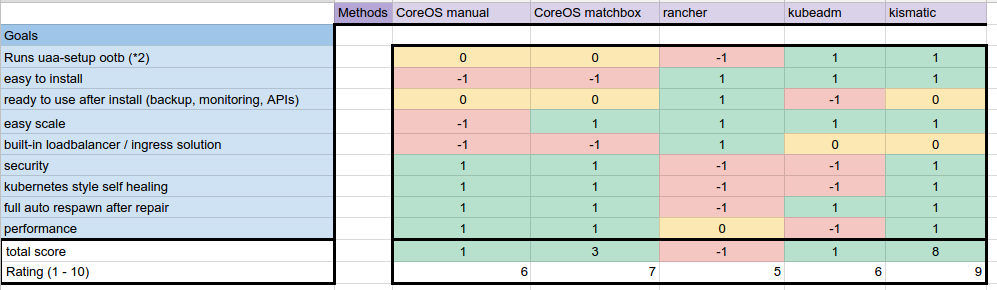 Methods CoreOS manual CoreOS matchbox rancher kubeadm kismatic
Goals
Runs uaa-setup ootb (*2) 0 0 -1 1 1
easy to install -1 -1 1 1 1
ready to use after install (backup, monitoring, APIs) 0 0 1 -1 0
easy scale -1 1 1 1 1
built-in loadbalancer / ingress solution -1 -1 1 0 0
security 1 1 -1 -1 1
kubernetes style self healing 1 1 -1 -1 1
full auto respawn after repair 1 1 -1 1 1
performance 1 1 0 -1 1
total score 1 3 -1 1 8
Rating (1 - 10) 6 7 5 6 9